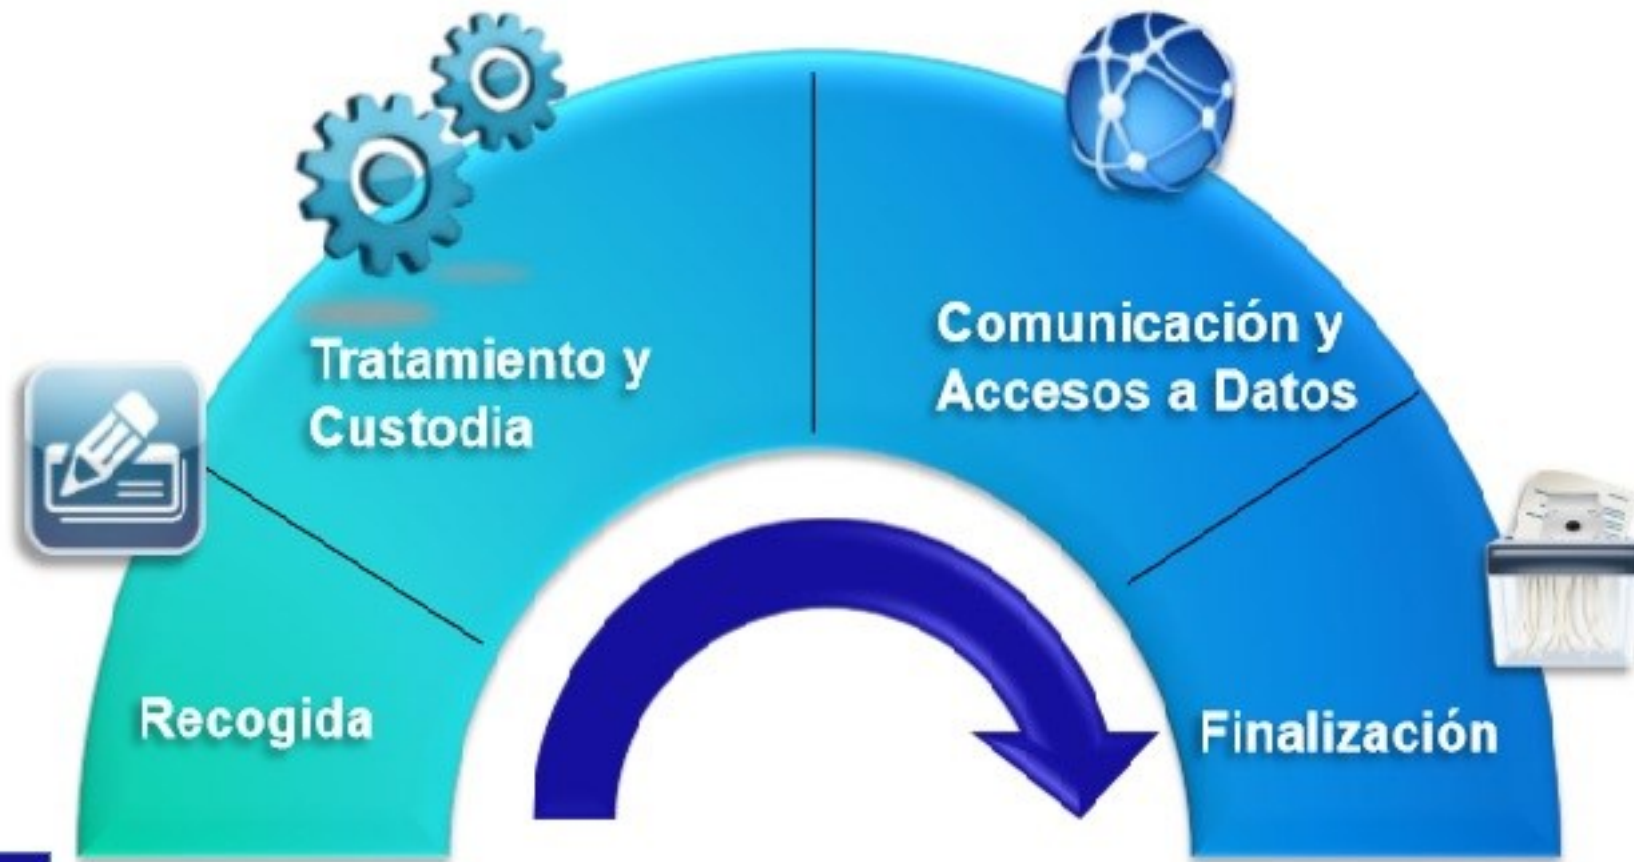 Tratamiento y
Custodia
Comunicación y
Accesos a Datos
Recogida
Finalización